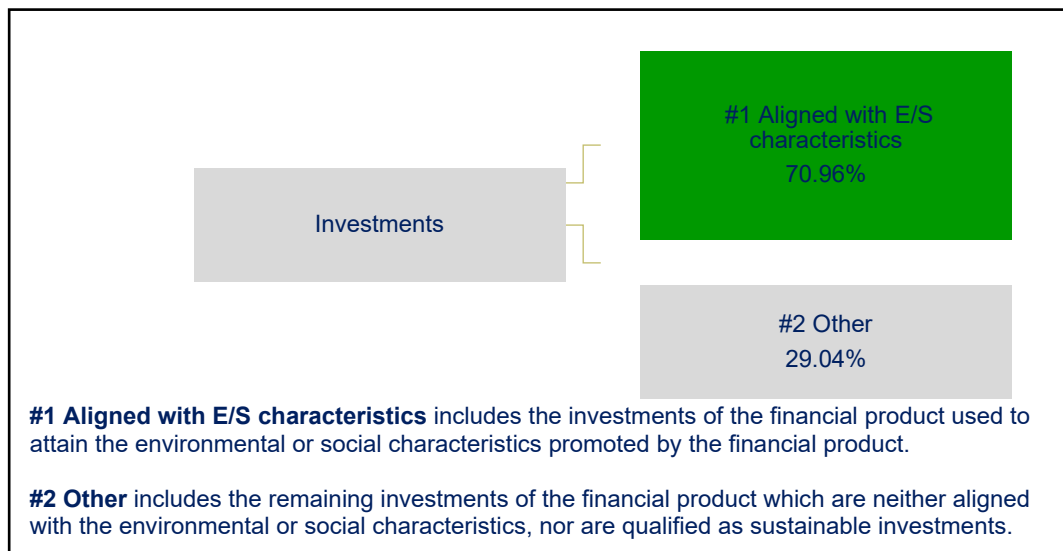 #1 Aligned with E/S
characteristics
70.96%
Investments
#2 Other
29.04%
#1 Aligned with E/S characteristics includes the investments of the financial product used to
attain the environmental or social characteristics promoted by the financial product.
#2 Other includes the remaining investments of the financial product which are neither aligned
with the environmental or social characteristics, nor are qualified as sustainable investments.